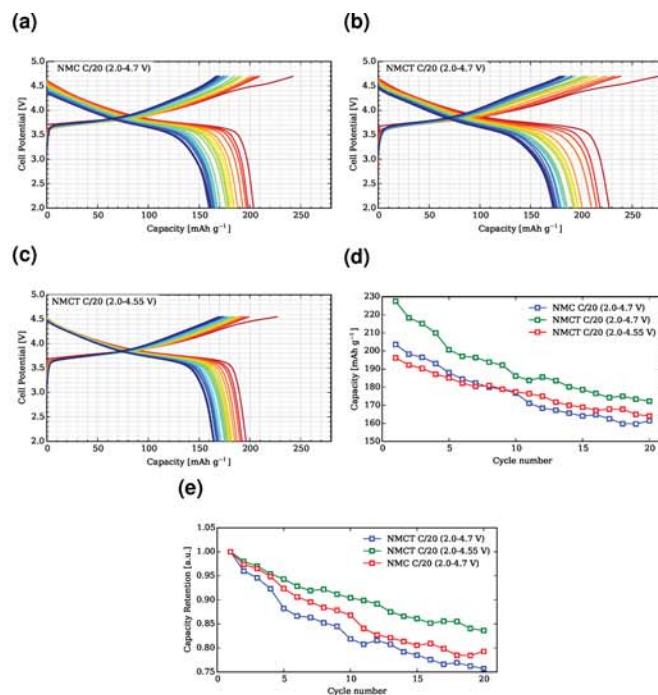 (a)
(b)
NMC C/20 (2.0-4.7 V)
NMCT C/20 (2.0-4.7 V)
5.0
4.5
4.0
3.5
3.0
2.5
2.0
Cell Potential [V]
0 50 100 150 200 250
Capacity [mAh g⁻¹]
5.0
4.5
4.0
3.5
3.0
2.5
2.0
Cell Potential [V]
0 50 100 150 200 250
Capacity [mAh g⁻¹]
(c)
(d)
NMCT C/20 (2.0-4.55 V)
5.0
4.5
4.0
3.5
3.0
2.5
2.0
Cell Potential [V]
0 50 100 150 200 250
Capacity [mAh g⁻¹]
230
220
210
200
190
180
170
160
150
Capacity [mAh g⁻¹]
NMC C/20 (2.0-4.7 V)
NMCT C/20 (2.0-4.7 V)
NMCT C/20 (2.0-4.55 V)
0 5 10 15 20
Cycle number
(e)
1.05
1.00
0.95
0.90
0.85
0.80
0.75
Capacity Retention [a.u.]
NMCT C/20 (2.0-4.7 V)
NMCT C/20 (2.0-4.55 V)
NMC C/20 (2.0-4.7 V)
0 5 10 15 20
Cycle number